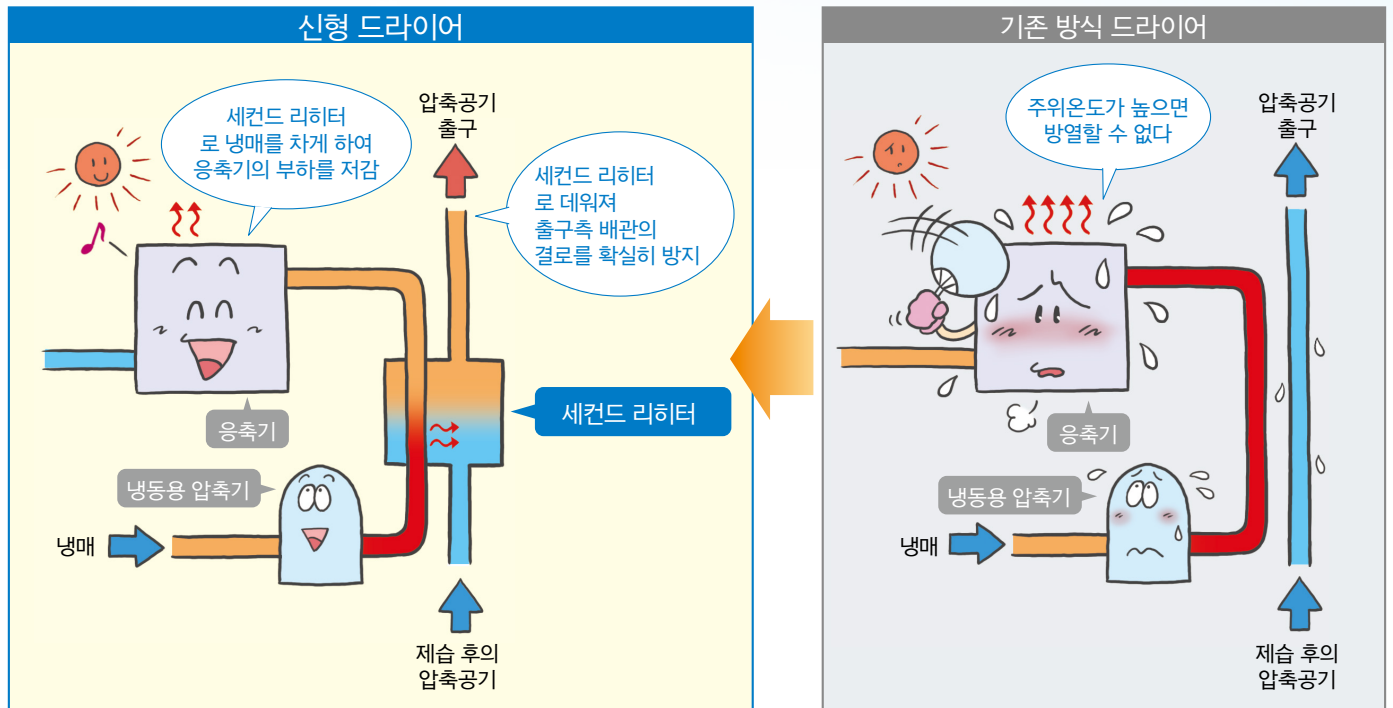 신형 드라이어
세컨드 리히터
로 냉매를 차게 하여
응축기의 부하를 저감
압축공기
출구
세컨드 리히터
로 데워져
출구측 배관의
결로를 확실히 방지
응축기
세컨드 리히터
냉동용 압축기
냉매
제습 후의
압축공기
기존 방식 드라이어
주위온도가 높으면
방열할 수 없다
압축공기
출구
응축기
냉동용 압축기
냉매
제습 후의
압축공기